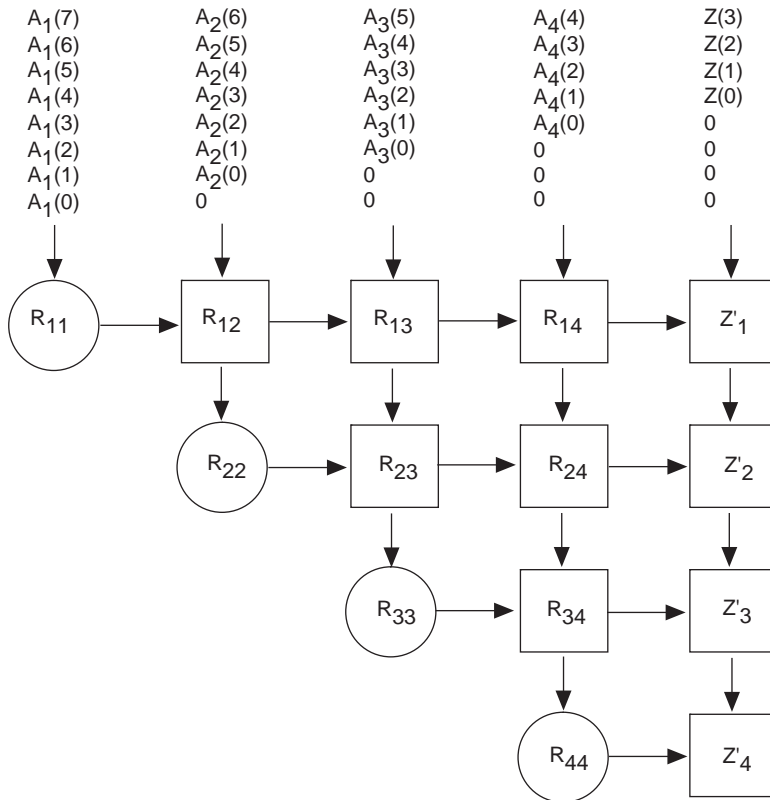 A1(7) A2(6) A3(5) A4(4) Z(3)
A1(6) A2(5) A3(4) A4(3) Z(2)
A1(5) A2(4) A3(3) A4(2) Z(1)
A1(4) A2(3) A3(2) A4(1) Z(0)
A1(3) A2(2) A3(1) A4(0) 0
A1(2) A2(1) A3(0) 0 0
A1(1) A2(0) 0 0 0
A1(0) 0 0 0 0
R11 R12 R13 R14 Z'1
R22 R23 R24 Z'2
R33 R34 Z'3
R44 Z'4